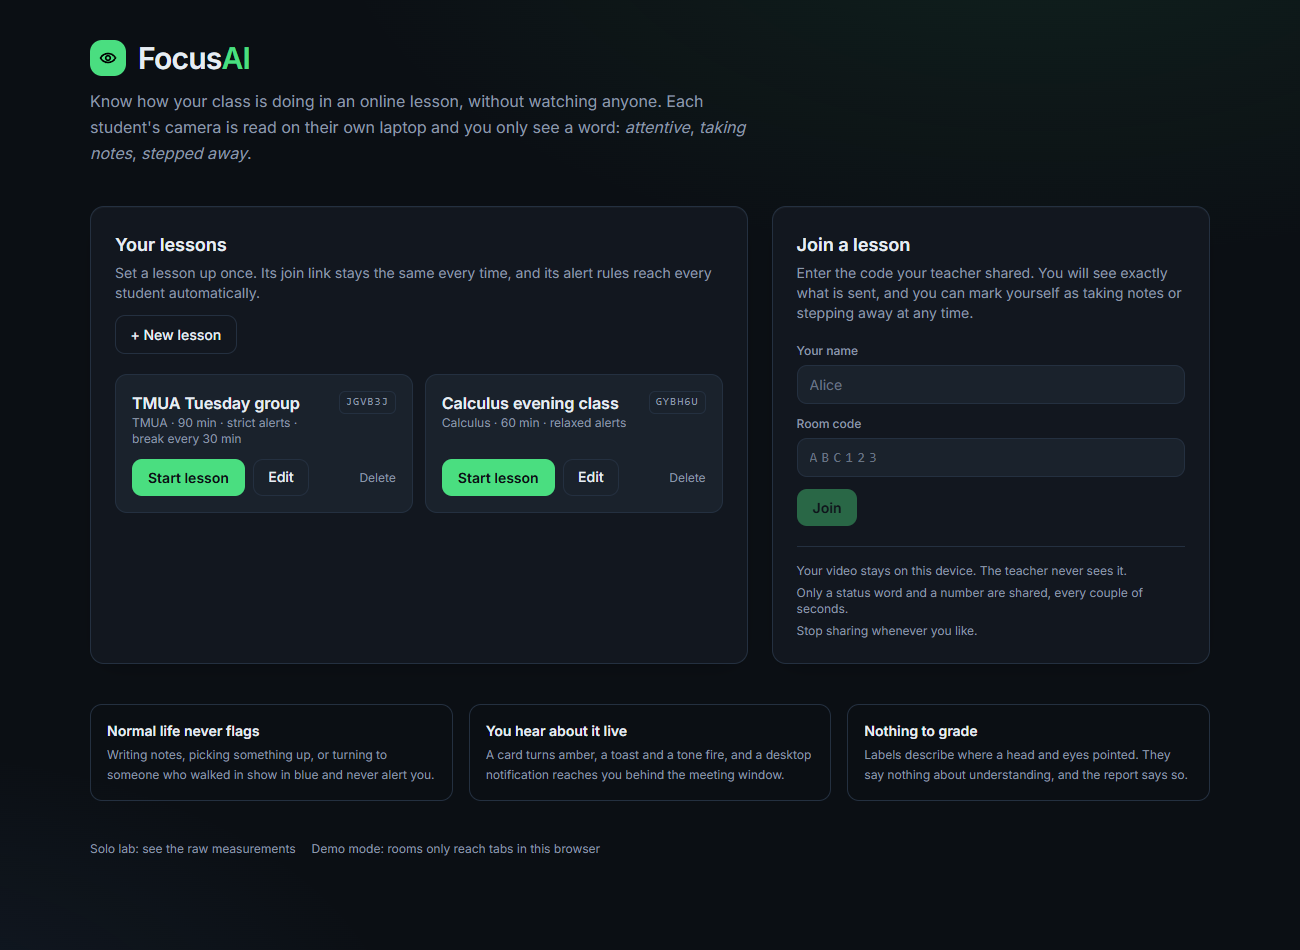 FocusAI
Know how your class is doing in an online lesson, without watching anyone. Each
student's camera is read on their own laptop and you only see a word: attentive, taking
notes, stepped away.
Your lessons
Set a lesson up once. Its join link stays the same every time, and its alert rules reach every
student automatically.
+ New lesson
TMUA Tuesday group
JGVB3J
TMUA · 90 min · strict alerts ·
break every 30 min
Start lesson
Edit
Delete
Calculus evening class
GYBH6U
Calculus · 60 min · relaxed alerts
Start lesson
Edit
Delete
Join a lesson
Enter the code your teacher shared. You will see exactly
what is sent, and you can mark yourself as taking notes or
stepping away at any time.
Your name
Alice
Room code
ABC123
Join
Your video stays on this device. The teacher never sees it.
Only a status word and a number are shared, every couple of
seconds.
Stop sharing whenever you like.
Normal life never flags
Writing notes, picking something up, or turning to
someone who walked in show in blue and never alert you.
You hear about it live
A card turns amber, a toast and a tone fire, and a desktop
notification reaches you behind the meeting window.
Nothing to grade
Labels describe where a head and eyes pointed. They
say nothing about understanding, and the report says so.
Solo lab: see the raw measurements
Demo mode: rooms only reach tabs in this browser